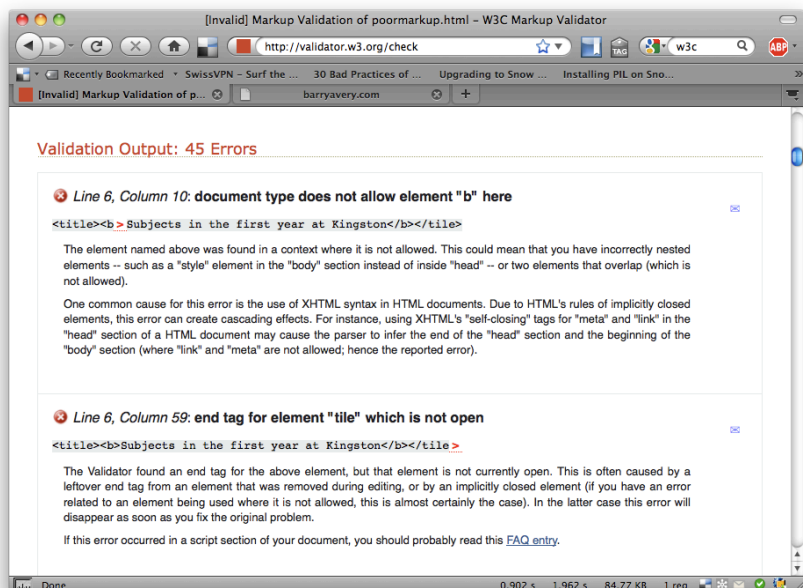 [Invalid] Markup Validation of poormarkup.html – W3C Markup Validator
http://validator.w3.org/check
TAG
w3c
ABP
Recently Bookmarked
SwissVPN – Surf the ...
30 Bad Practices of ...
Upgrading to Snow ...
Installing PIL on Sno...
»
[Invalid] Markup Validation of p...
barryavery.com
+
Validation Output: 45 Errors
Line 6, Column 10: document type does not allow element "b" here
<title><b>Subjects in the first year at Kingston</b></tile>
The element named above was found in a context where it is not allowed. This could mean that you have incorrectly nested
elements -- such as a "style" element in the "body" section instead of inside "head" -- or two elements that overlap (which is
not allowed).
One common cause for this error is the use of XHTML syntax in HTML documents. Due to HTML's rules of implicitly closed
elements, this error can create cascading effects. For instance, using XHTML's "self-closing" tags for "meta" and "link" in the
"head" section of a HTML document may cause the parser to infer the end of the "head" section and the beginning of the
"body" section (where "link" and "meta" are not allowed; hence the reported error).
Line 6, Column 59: end tag for element "tile" which is not open
<title><b>Subjects in the first year at Kingston</b></tile>
The Validator found an end tag for the above element, but that element is not currently open. This is often caused by a
leftover end tag from an element that was removed during editing, or by an implicitly closed element (if you have an error
related to an element being used where it is not allowed, this is almost certainly the case). In the latter case this error will
disappear as soon as you fix the original problem.
If this error occurred in a script section of your document, you should probably read this FAQ entry.
Done
0.902 s
1.962 s
84.77 KB
1 req